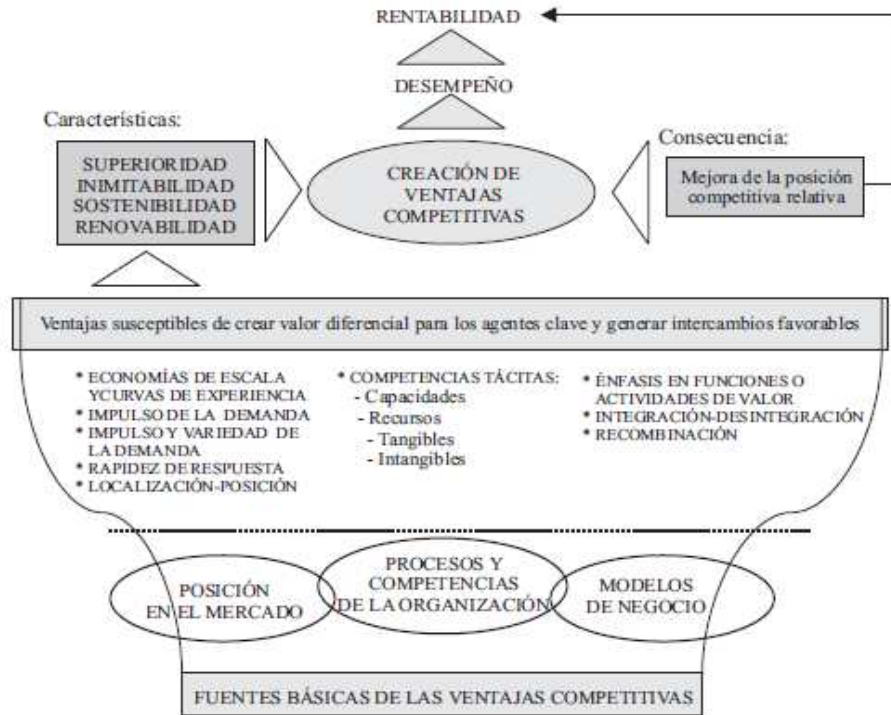 RENTABILIDAD
DESEMPEÑO
Características:
SUPERIORIDAD
INIMITABILIDAD
SOSTENIBILIDAD
RENOVABILIDAD
CREACIÓN DE
VENTAJAS
COMPETITIVAS
Consecuencia:
Mejora de la posición
competitiva relativa
Ventajas susceptibles de crear valor diferencial para los agentes clave y generar intercambios favorables
* ECONOMÍAS DE ESCALA
YCURVAS DE EXPERIENCIA
* IMPULSO DE LA DEMANDA
* IMPULSO Y VARIEDAD DE
LA DEMANDA
* RAPIDEZ DE RESPUESTA
* LOCALIZACIÓN-POSICIÓN
* COMPETENCIAS TÁCITAS:
- Capacidades
- Recursos
- Tangibles
- Intangibles
* ÉNFASIS EN FUNCIONES O
ACTIVIDADES DE VALOR
* INTEGRACIÓN-DESINTEGRACIÓN
* RECOMBINACIÓN
POSICIÓN
EN EL MERCADO
PROCESOS Y
COMPETENCIAS
DE LA ORGANIZACIÓN
MODELOS
DE NEGOCIO
FUENTES BÁSICAS DE LAS VENTAJAS COMPETITIVAS